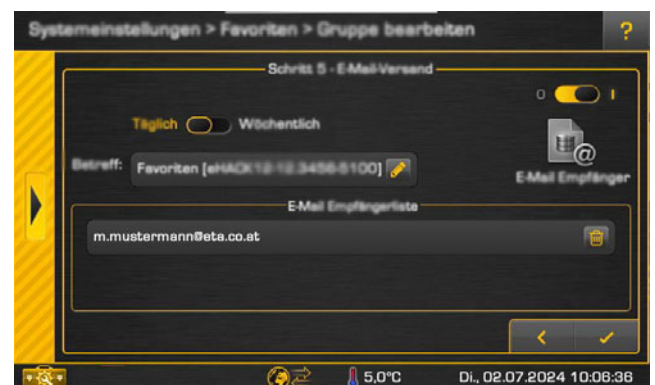 Systemeinstellungen > Favoriten > Gruppe bearbeiten ?
Schritt 5 - E-Mail-Versand
O I
Täglich Wöchentlich
Betreff: Favoriten
@
E-Mail Empfänger
E-Mail Empfängerliste
m.mustermann@eta.co.at
5,0°C Di., 02.07.2024 10:06:36